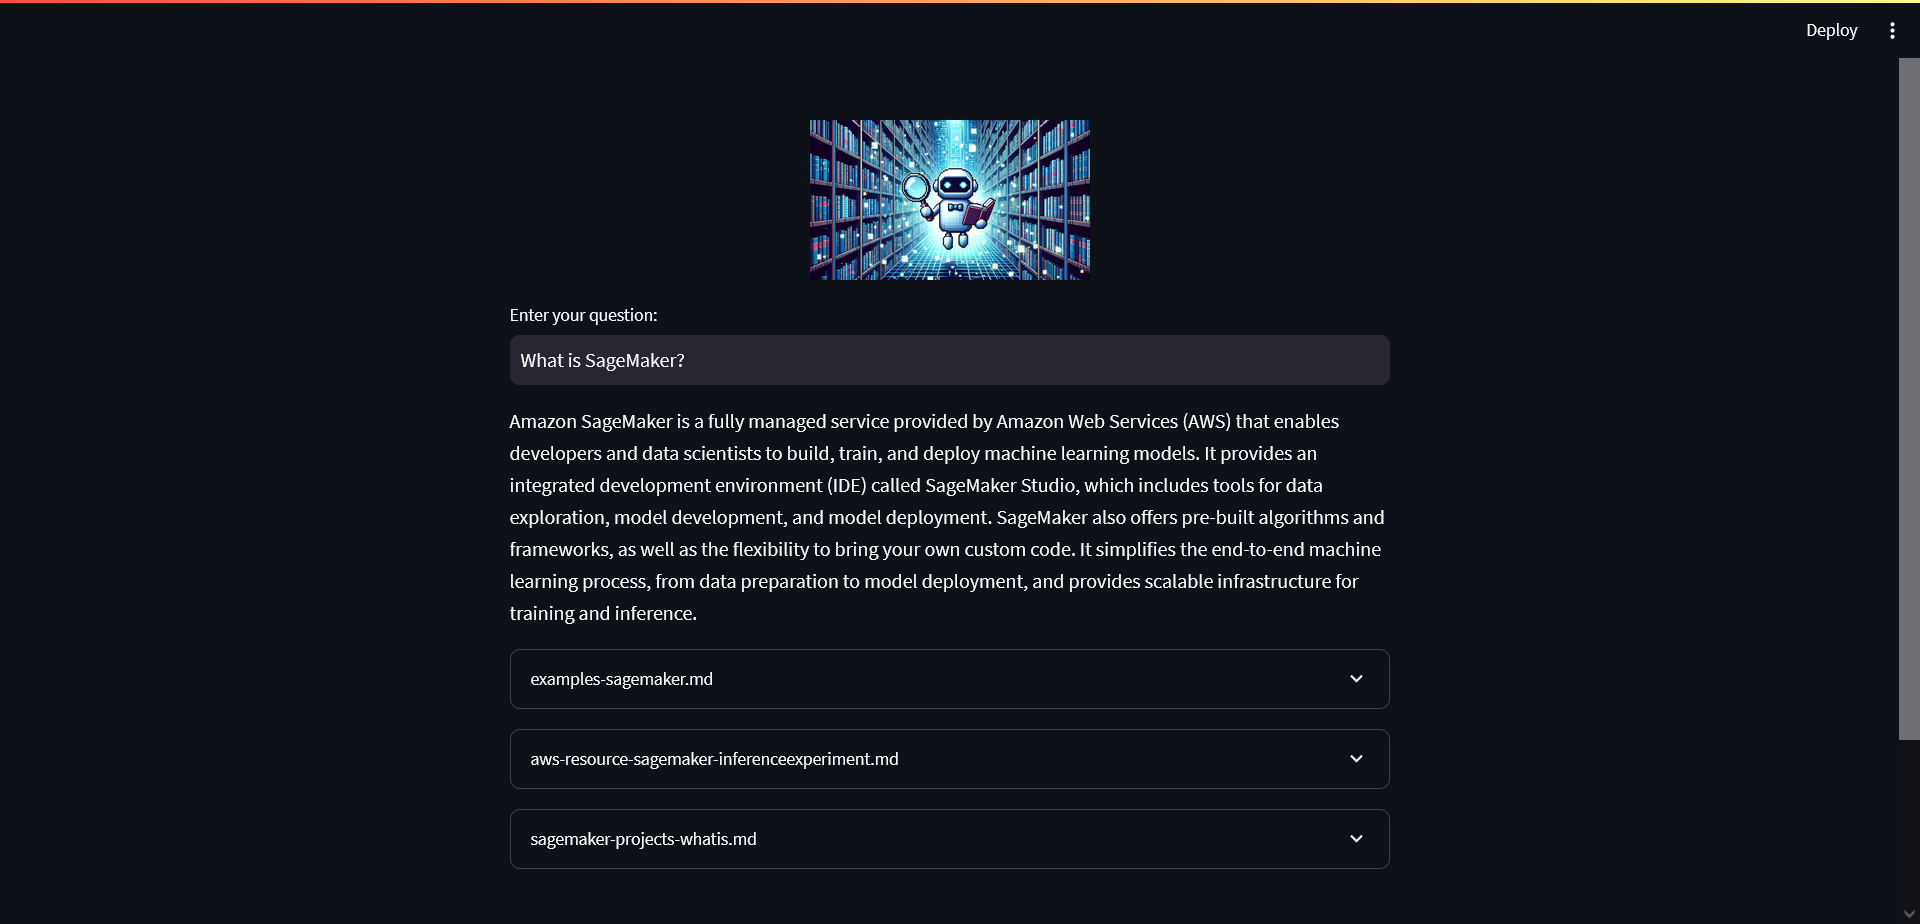 Deploy
Enter your question:
What is SageMaker?
Amazon SageMaker is a fully managed service provided by Amazon Web Services (AWS) that enables
developers and data scientists to build, train, and deploy machine learning models. It provides an
integrated development environment (IDE) called SageMaker Studio, which includes tools for data
exploration, model development, and model deployment. SageMaker also offers pre-built algorithms and
frameworks, as well as the flexibility to bring your own custom code. It simplifies the end-to-end machine
learning process, from data preparation to model deployment, and provides scalable infrastructure for
training and inference.
examples-sagemaker.md
aws-resource-sagemaker-inferenceexperiment.md
sagemaker-projects-whatis.md